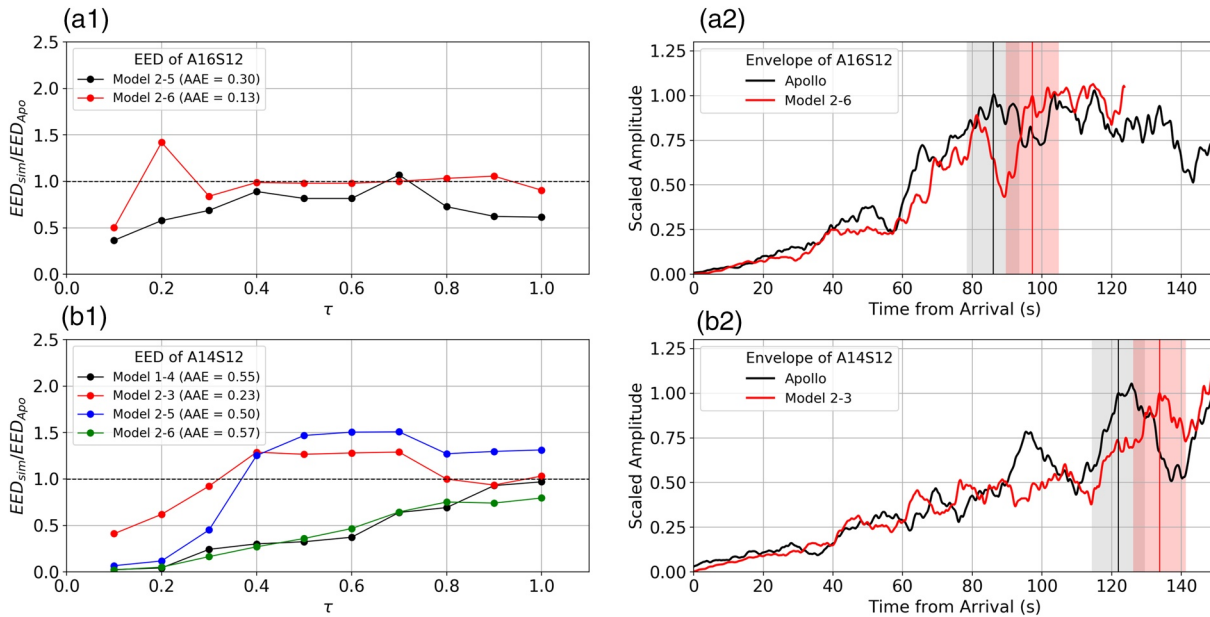 (a1)
2.5
2.0
1.5
1.0
0.5
0.0
EED_sim/EED_Apo
EED of A16S12
Model 2-5 (AAE = 0.30)
Model 2-6 (AAE = 0.13)
0.0 0.2 0.4 0.6 0.8 1.0
τ
(a2)
1.25
1.00
0.75
0.50
0.25
0.00
Scaled Amplitude
Envelope of A16S12
Apollo
Model 2-6
0 20 40 60 80 100 120 140
Time from Arrival (s)
(b1)
2.5
2.0
1.5
1.0
0.5
0.0
EED_sim/EED_Apo
EED of A14S12
Model 1-4 (AAE = 0.55)
Model 2-3 (AAE = 0.23)
Model 2-5 (AAE = 0.50)
Model 2-6 (AAE = 0.57)
0.0 0.2 0.4 0.6 0.8 1.0
τ
(b2)
1.25
1.00
0.75
0.50
0.25
0.00
Scaled Amplitude
Envelope of A14S12
Apollo
Model 2-3
0 20 40 60 80 100 120 140
Time from Arrival (s)